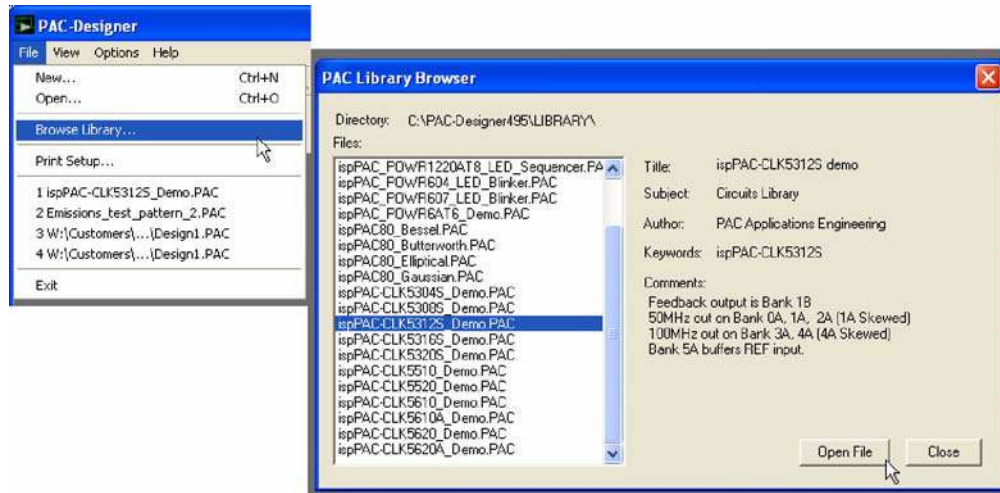 PAC-Designer
File View Options Help
New... Ctrl+N
Open... Ctrl+O
Browse Library...
Print Setup...
1 ispPAC-CLK5312S_Demo.PAC
2 Emissions_test_pattern_2.PAC
3 W:\Customers\...\Design1.PAC
4 W:\Customers\...\Design1.PAC
Exit
PAC Library Browser
Directory: C:\PAC-Designer495\LIBRARY\
Files:
ispPAC_POWR1220AT8_LED_Sequencer.PA
ispPAC_POWR604_LED_Blinker.PAC
ispPAC_POWR607_LED_Blinker.PAC
ispPAC_POWR6AT6_Demo.PAC
ispPAC80_Bessel.PAC
ispPAC80_Butterworth.PAC
ispPAC80_Elliptical.PAC
ispPAC80_Gaussian.PAC
ispPAC-CLK5304S_Demo.PAC
ispPAC-CLK5308S_Demo.PAC
ispPAC-CLK5312S_Demo.PAC
ispPAC-CLK5316S_Demo.PAC
ispPAC-CLK5320S_Demo.PAC
ispPAC-CLK5510_Demo.PAC
ispPAC-CLK5520_Demo.PAC
ispPAC-CLK5610_Demo.PAC
ispPAC-CLK5610A_Demo.PAC
ispPAC-CLK5620_Demo.PAC
ispPAC-CLK5620A_Demo.PAC
Title: ispPAC-CLK5312S demo
Subject: Circuits Library
Author: PAC Applications Engineering
Keywords: ispPAC-CLK5312S
Comments:
Feedback output is Bank 1B
50MHz out on Bank 0A, 1A, 2A (1A Skewed)
100MHz out on Bank 3A, 4A (4A Skewed)
Bank 5A buffers REF input.
Open File Close